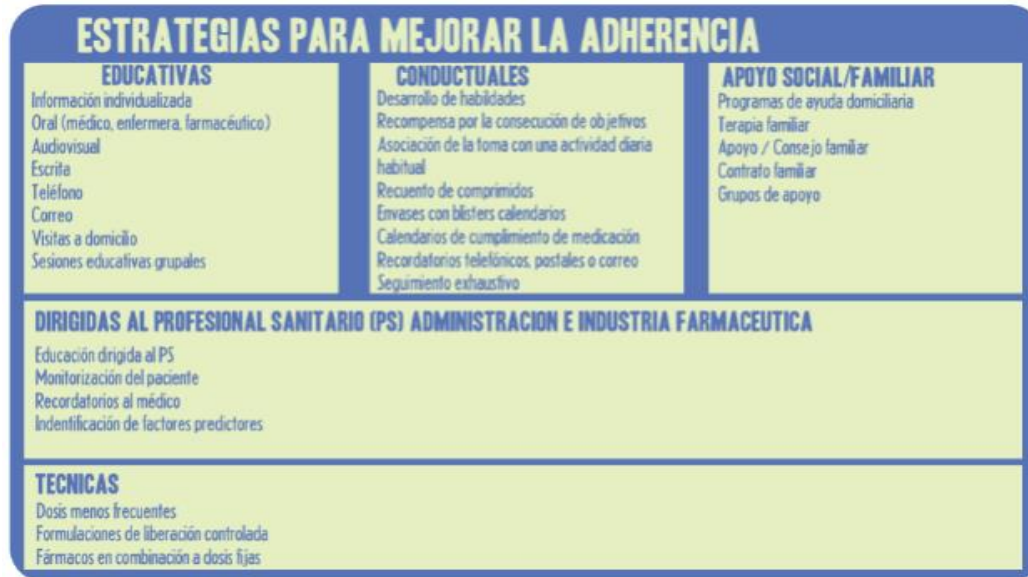 ESTRATEGIAS PARA MEJORAR LA ADHERENCIA
EDUCATIVAS
Información individualizada
Oral (médico, enfermera, farmacéutico)
Audiovisual
Escrita
Teléfono
Correo
Visitas a domicilio
Sesiones educativas grupales
CONDUCTUALES
Desarrollo de habildades
Recompensa por la consecución de objetivos
Asociación de la toma con una actividad diaria
habitual
Recuento de comprimidos
Envases con blisters calendarios
Calendarios de cumplimiento de medicación
Recordatorios telefónicos, postales o correo
Seguimiento exhaustivo
APOYO SOCIAL/FAMILIAR
Programas de ayuda domiciliaria
Terapia familiar
Apoyo / Consejo familiar
Contrato familiar
Grupos de apoyo
DIRIGIDAS AL PROFESIONAL SANITARIO (PS) ADMINISTRACION E INDUSTRIA FARMACEUTICA
Educación dirigida al PS
Monitorización del paciente
Recordatorios al médico
Indentificación de factores predictores
TECNICAS
Dosis menos frecuentes
Formulaciones de liberación controlada
Fármacos en combinación a dosis fijas